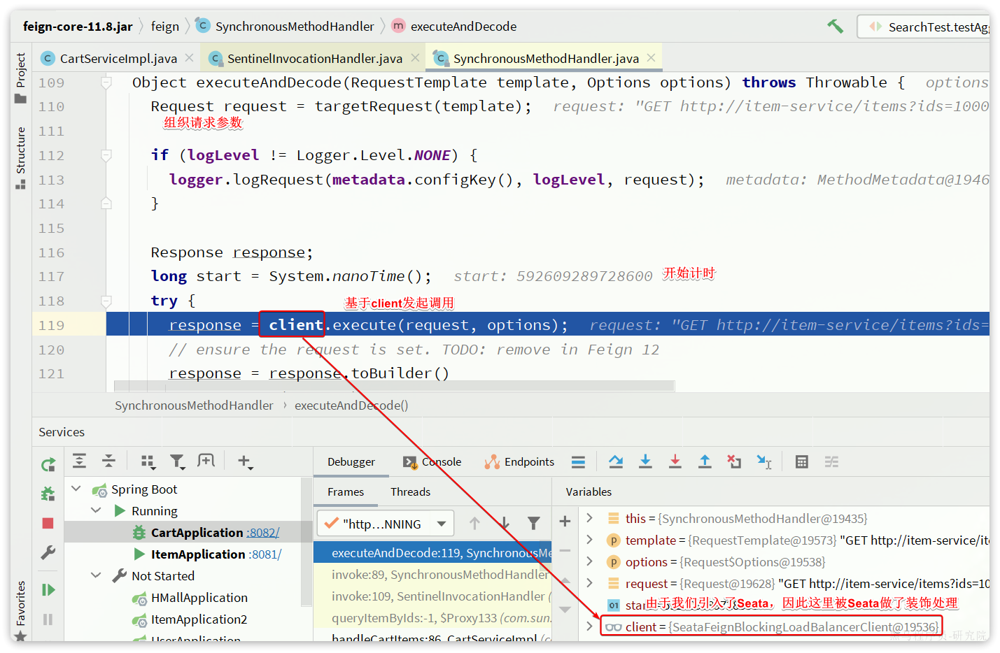 feign-core-11.8.jar feign SynchronousMethodHandler executeAndDecode
SearchTest.testAgg
CartServiceImpl.java SentinelInvocationHandler.java SynchronousMethodHandler.java
Project
Structure
Favorites
109 Object executeAndDecode(RequestTemplate template, Options options) throws Throwable { options
110 Request request = targetRequest(template); request: "GET http://item-service/items?ids=1000
组织请求参数
111
112 if (logLevel != Logger.Level.NONE) {
113 logger.logRequest(metadata.configKey(), logLevel, request); metadata: MethodMetadata@1946
114 }
115
116 Response response;
117 long start = System.nanoTime(); start: 592609289728600 开始计时
118 try {
基于client发起调用
119 response = client.execute(request, options); request: "GET http://item-service/items?ids=
120 // ensure the request is set. TODO: remove in Feign 12
121 response = response.toBuilder()
SynchronousMethodHandler › executeAndDecode()
Services
Debugger Console Endpoints
Spring Boot
Running
CartApplication :8082/
ItemApplication :8081/
Not Started
HMallApplication
ItemApplication2
UserApplication
Frames Threads
"http…NNING
executeAndDecode:119, SynchronousMe
invoke:89, SynchronousMethodHandler
invoke:109, SentinelInvocationHandler (
queryItemByIds:-1, $Proxy133 (com.sun.
handleCartItems:86, CartServiceImpl (c
Variables
this = {SynchronousMethodHandler@19435}
template = {RequestTemplate@19573} "GET http://item-service/ite
options = {Request$Options@19538}
request = {Request@19628} "GET http://item-service/items?ids=10
由于我们引入了Seata，因此这里被Seata做了装饰处理
client = {SeataFeignBlockingLoadBalancerClient@19536}
黑马程序员-研究院